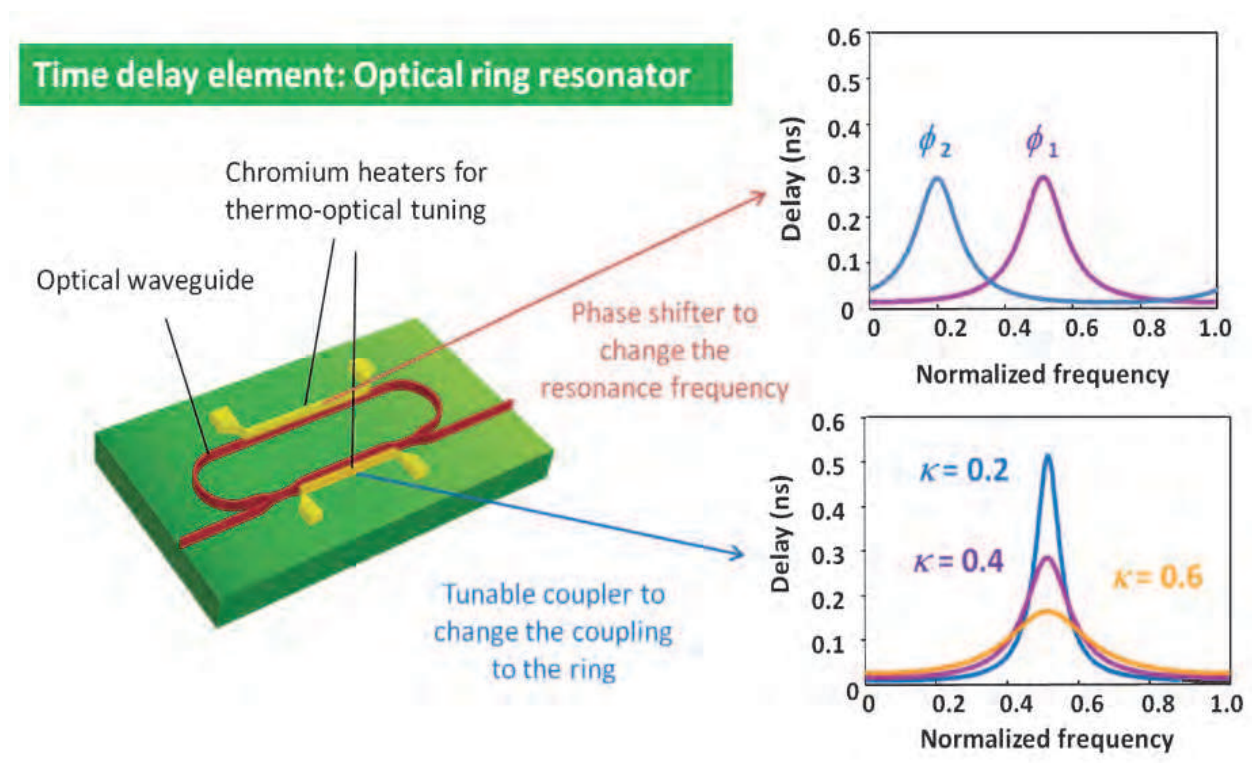 Time delay element: Optical ring resonator
Chromium heaters for
thermo-optical tuning
Optical waveguide
Phase shifter to
change the
resonance frequency
Tunable coupler to
change the coupling
to the ring
0.6
0.5
0.4
0.3
0.2
0.1
0
Delay (ns)
ϕ2
ϕ1
0 0.2 0.4 0.6 0.8 1.0
Normalized frequency
0.6
0.5
0.4
0.3
0.2
0.1
0
Delay (ns)
κ = 0.2
κ = 0.4
κ = 0.6
0 0.2 0.4 0.6 0.8 1.0
Normalized frequency